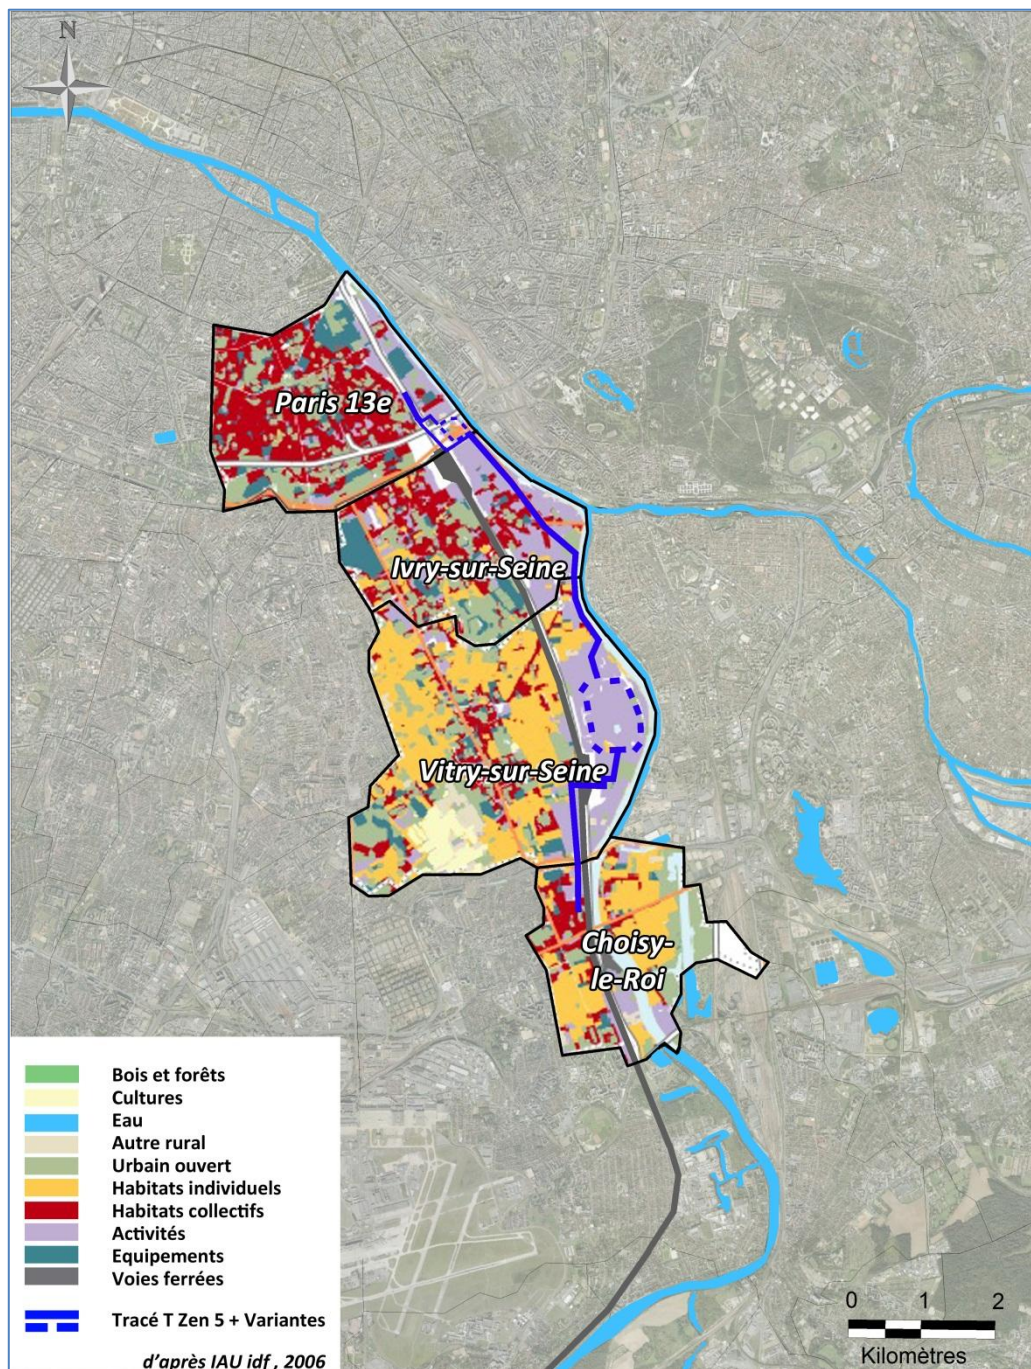 N
Paris 13e
Ivry-sur-Seine
Vitry-sur-Seine
Choisy-
le-Roi
Bois et forêts
Cultures
Eau
Autre rural
Urbain ouvert
Habitats individuels
Habitats collectifs
Activités
Equipements
Voies ferrées
Tracé T Zen 5 + Variantes
d'après IAU idf , 2006
0 1 2
Kilomètres